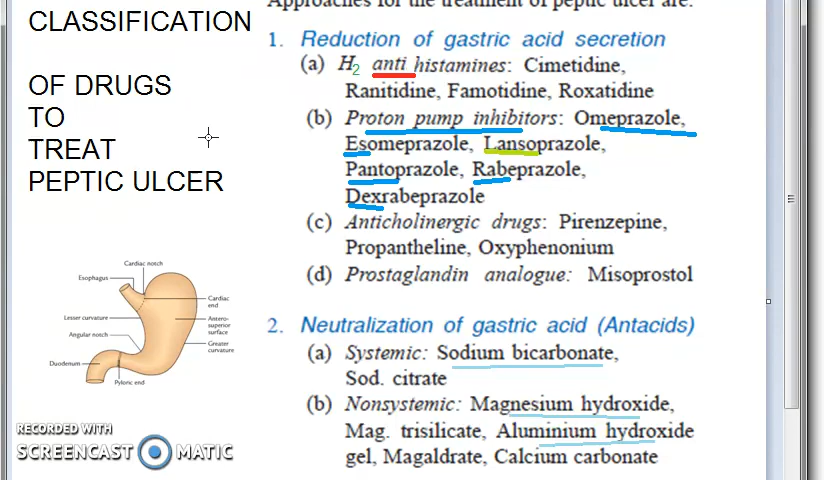 CLASSIFICATION
OF DRUGS
TO
TREAT
PEPTIC ULCER
Approaches for the treatment of peptic ulcer are:
1. Reduction of gastric acid secretion
(a) H2 anti histamines: Cimetidine,
Ranitidine, Famotidine, Roxatidine
(b) Proton pump inhibitors: Omeprazole,
Esomeprazole, Lansoprazole,
Pantoprazole, Rabeprazole,
Dexrabeprazole
(c) Anticholinergic drugs: Pirenzepine,
Propantheline, Oxyphenonium
(d) Prostaglandin analogue: Misoprostol
2. Neutralization of gastric acid (Antacids)
(a) Systemic: Sodium bicarbonate,
Sod. citrate
(b) Nonsystemic: Magnesium hydroxide,
Mag. trisilicate, Aluminium hydroxide
gel, Magaldrate, Calcium carbonate
Cardiac notch
Esophagus
Cardiac
end
Lesser curvature
Antero-
superior
surface
Angular notch
Greater
curvature
Duodenum
Pyloric end
RECORDED WITH
SCREENCAST MATIC